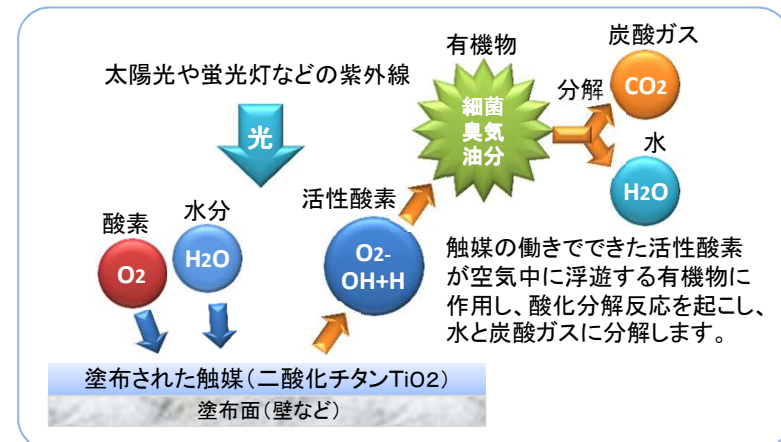 太陽光や蛍光灯などの紫外線
光
酸素
O2
水分
H2O
活性酸素
O2-
OH+H
有機物
細菌
臭気
油分
分解
炭酸ガス
CO2
水
H2O
触媒の働きでできた活性酸素
が空気中に浮遊する有機物に
作用し、酸化分解反応を起こし、
水と炭酸ガスに分解します。
塗布された触媒(二酸化チタンTiO2)
塗布面(壁など)